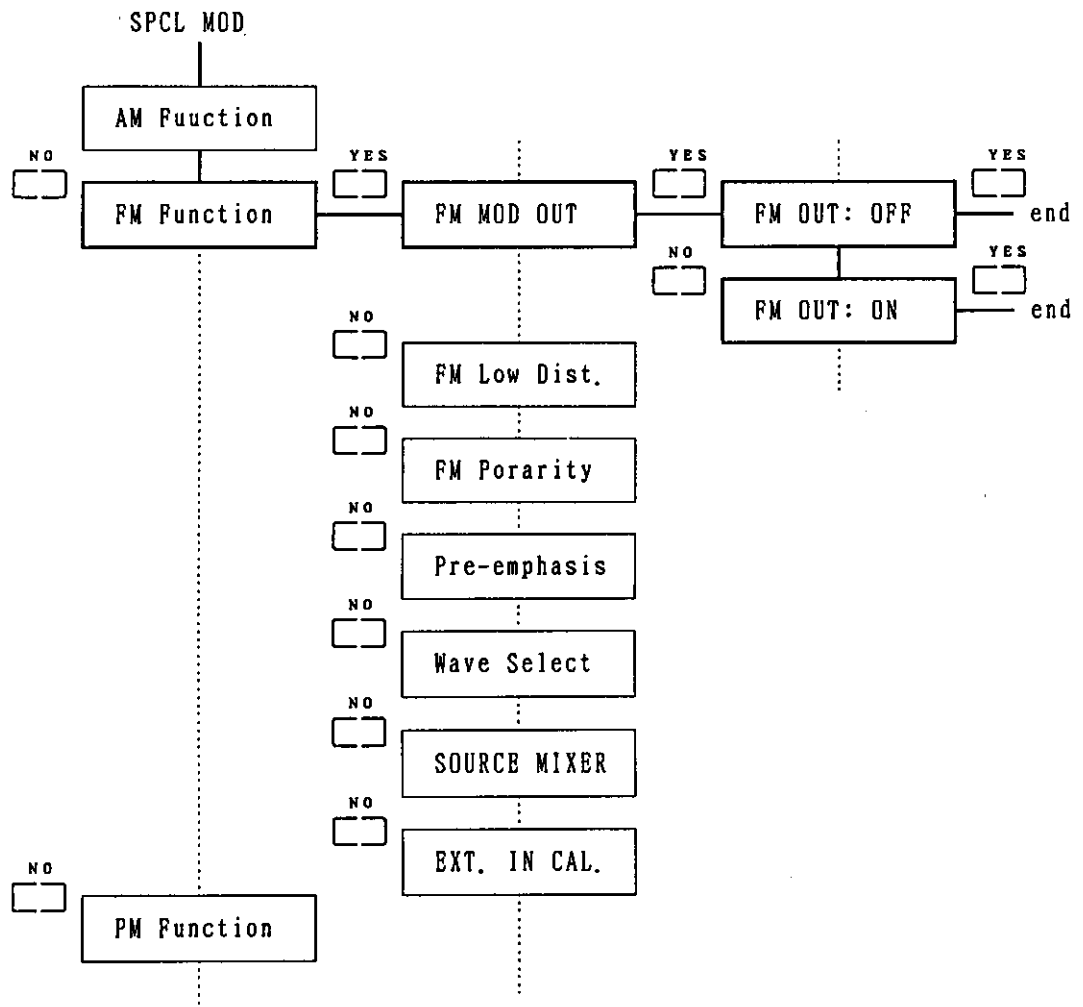 SPCL MOD
AM Fuuction
NO
YES
YES
YES
FM Function
FM MOD OUT
FM OUT: OFF
end
NO
YES
FM OUT: ON
end
NO
FM Low Dist.
NO
FM Porarity
NO
Pre-emphasis
NO
Wave Select
NO
SOURCE MIXER
NO
EXT. IN CAL.
NO
PM Function